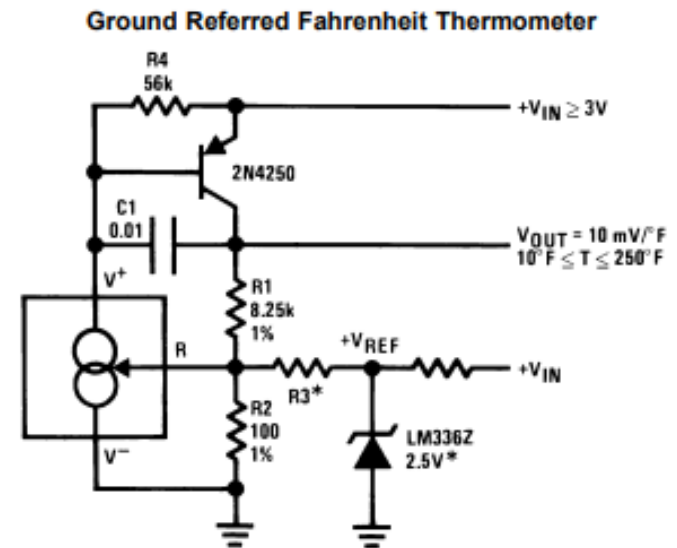 Ground Referred Fahrenheit Thermometer
R4
56k
+VIN ≥ 3V
2N4250
C1
0.01
VOUT = 10 mV/°F
10°F ≤ T ≤ 250°F
V+
R1
8.25k
1%
R
+VREF
+VIN
R3*
R2
100
1%
LM336Z
2.5V*
V−